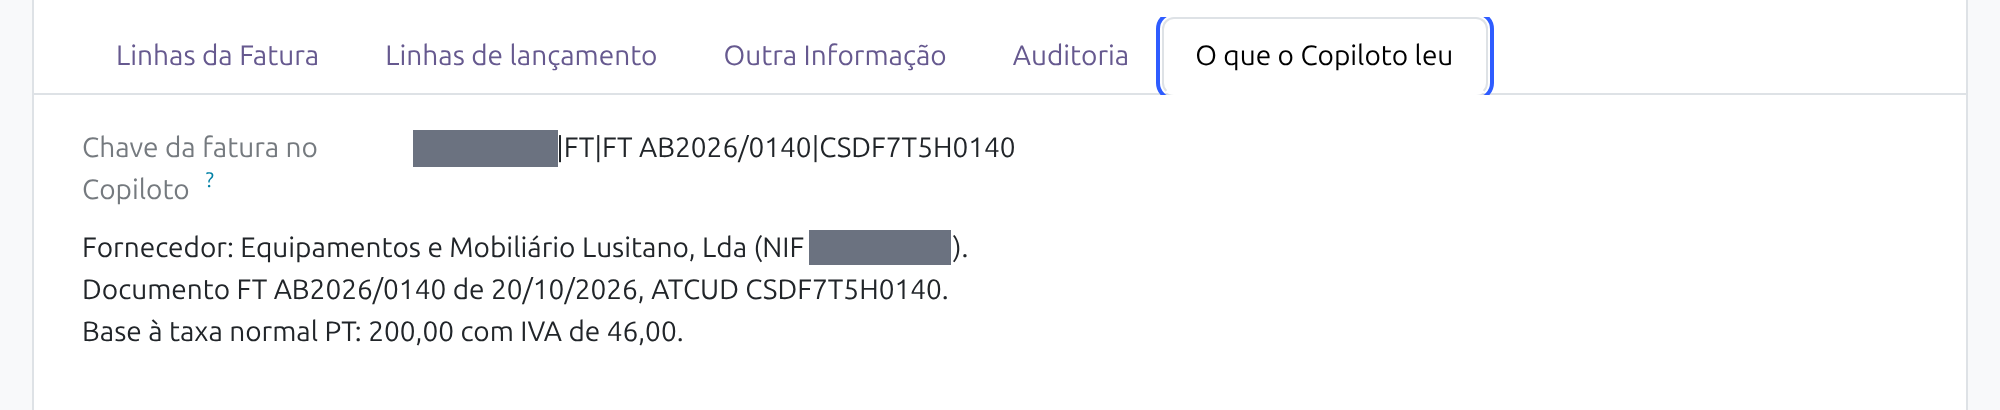 Linhas da Fatura Linhas de lançamento Outra Informação Auditoria O que o Copiloto leu
Chave da fatura no Copiloto ? |FT|FT AB2026/0140|CSDF7T5H0140
Fornecedor: Equipamentos e Mobiliário Lusitano, Lda (NIF ).
Documento FT AB2026/0140 de 20/10/2026, ATCUD CSDF7T5H0140.
Base à taxa normal PT: 200,00 com IVA de 46,00.